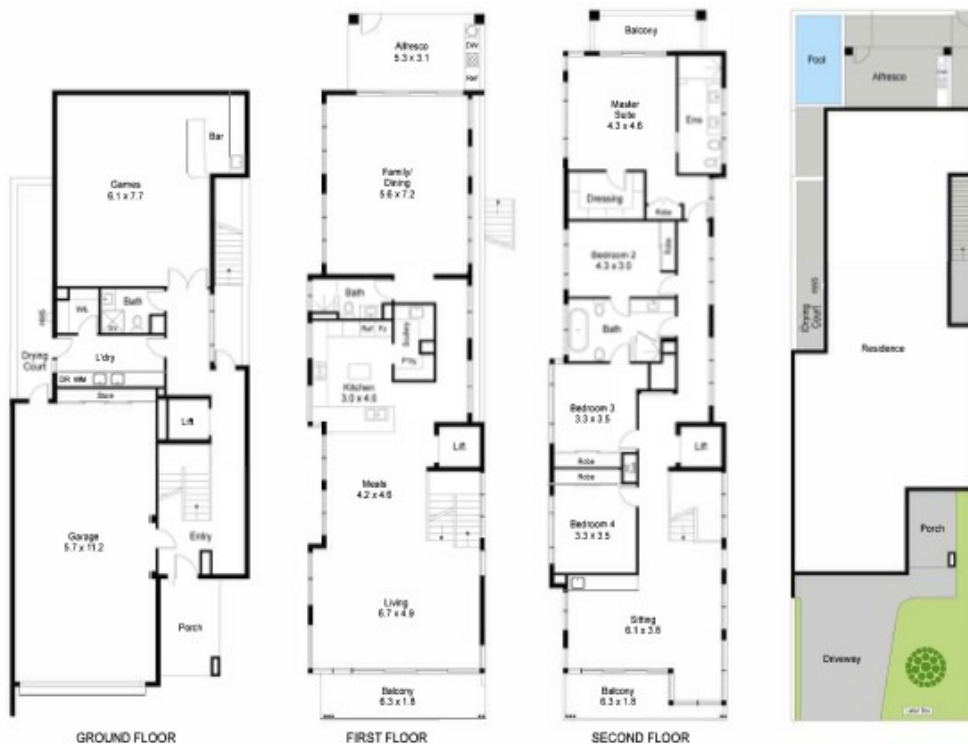 Bar
Games
6.1 x 7.7
WIL
Bath
HWS
Drying
Court
L'dry
DR WM
Store
Lift
Garage
5.7 x 11.2
Entry
Porch
GROUND FLOOR
Alfresco
5.3 x 3.1
DW
Ref
Family/
Dining
5.6 x 7.2
Bath
Ref
Pz
Scullery
PTRY
Kitchen
3.0 x 4.0
Lift
Meals
4.2 x 4.6
Living
6.7 x 4.9
Balcony
6.3 x 1.8
FIRST FLOOR
Balcony
Master
Suite
4.3 x 4.6
Ens
Dressing
Robe
Robe
Bedroom 2
4.3 x 3.0
Bath
Bedroom 3
3.3 x 3.5
Lift
Robe
Robe
Bedroom 4
3.3 x 3.5
Sitting
6.1 x 3.8
Balcony
6.3 x 1.8
SECOND FLOOR
Pool
Alfresco
HWS
Drying
Court
Residence
Porch
Driveway